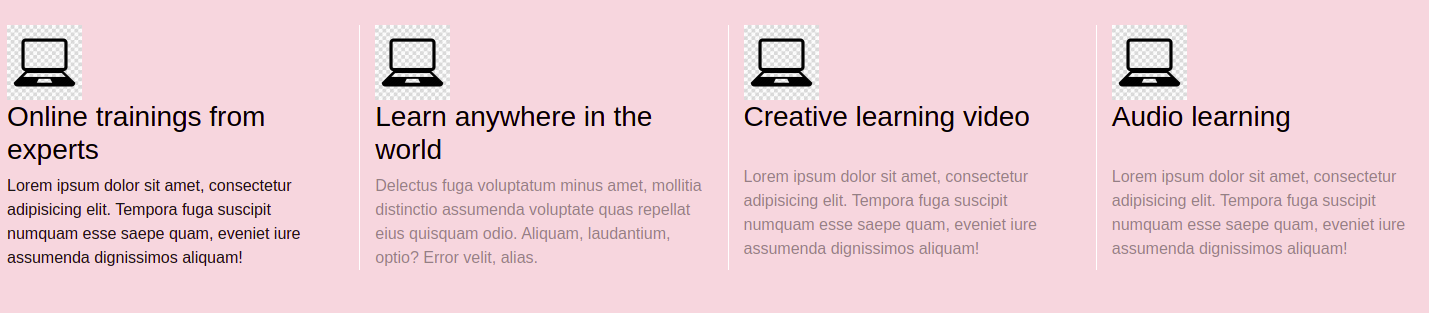 Online trainings from
experts
Lorem ipsum dolor sit amet, consectetur
adipisicing elit. Tempora fuga suscipit
numquam esse saepe quam, eveniet iure
assumenda dignissimos aliquam!
Learn anywhere in the
world
Delectus fuga voluptatum minus amet, mollitia
distinctio assumenda voluptate quas repellat
eius quisquam odio. Aliquam, laudantium,
optio? Error velit, alias.
Creative learning video
Lorem ipsum dolor sit amet, consectetur
adipisicing elit. Tempora fuga suscipit
numquam esse saepe quam, eveniet iure
assumenda dignissimos aliquam!
Audio learning
Lorem ipsum dolor sit amet, consectetur
adipisicing elit. Tempora fuga suscipit
numquam esse saepe quam, eveniet iure
assumenda dignissimos aliquam!